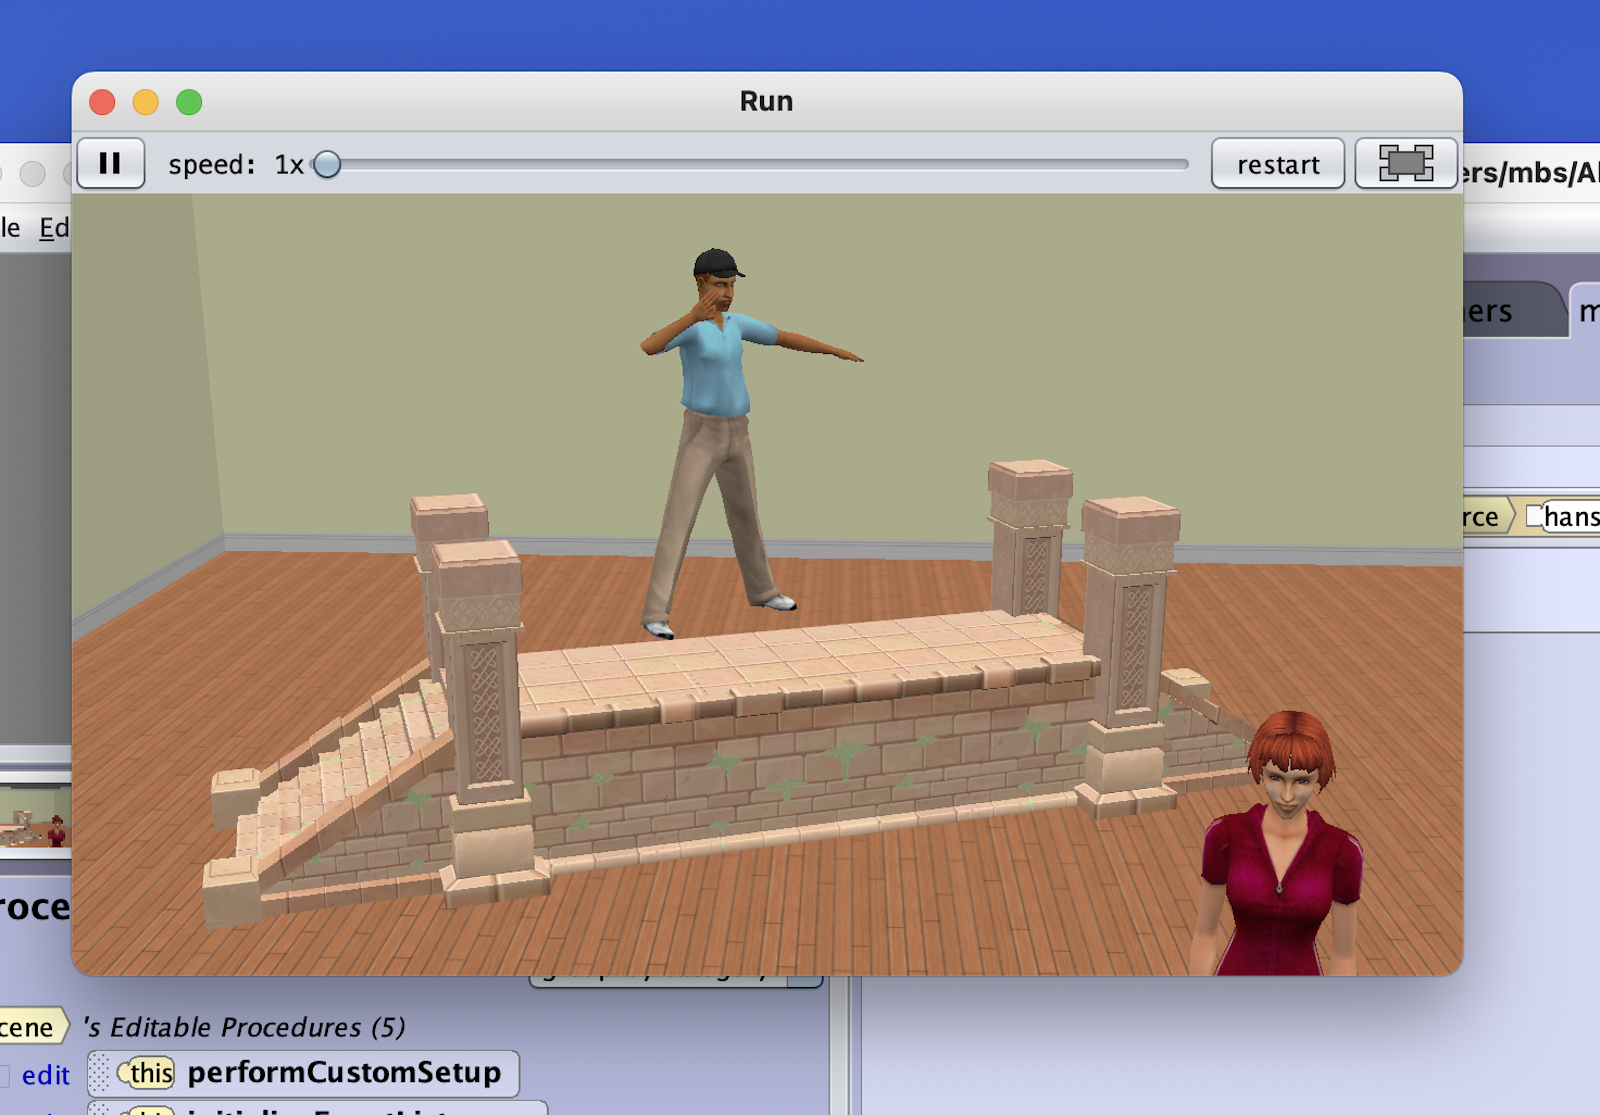 Run
speed: 1x
restart
ers/mbs/Al
le Ed
ners
rce hans
roce
cene 's Editable Procedures (5)
edit this performCustomSetup